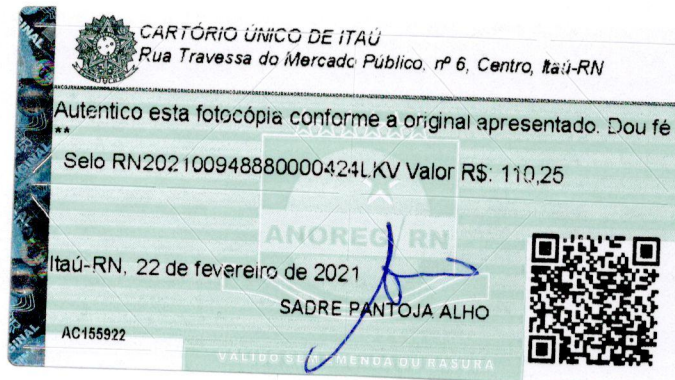 CARTÓRIO ÚNICO DE ITAÚ
Rua Travessa do Mercado Público, nº 6, Centro, Itaú-RN
Autentico esta fotocópia conforme a original apresentado. Dou fé
**
Selo RN202100948880000424LKV Valor R$: 110,25
ANOREG RN
Itaú-RN, 22 de fevereiro de 2021
SADRE PANTOJA ALHO
AC155922
VÁLIDO SEM EMENDA OU RASURA